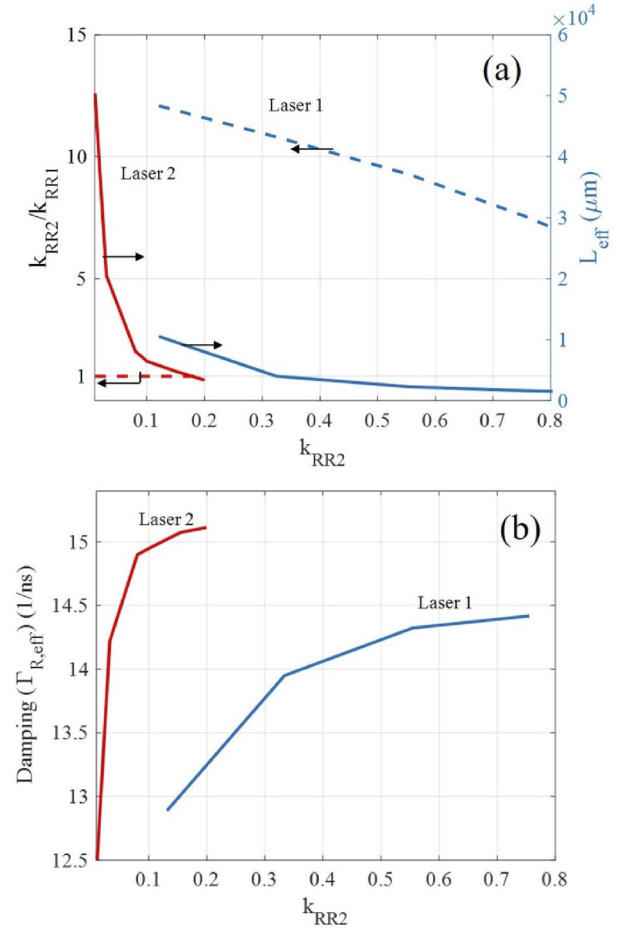 ×10⁴
(a)
15
10
5
1
k_RR2/k_RR1
Laser 1
Laser 2
6
5
4
3
2
1
0
L_eff (μm)
0.1 0.2 0.3 0.4 0.5 0.6 0.7 0.8
k_RR2
(b)
15
14.5
14
13.5
13
12.5
Damping (Γ_R,eff) (1/ns)
Laser 2
Laser 1
0.1 0.2 0.3 0.4 0.5 0.6 0.7 0.8
k_RR2